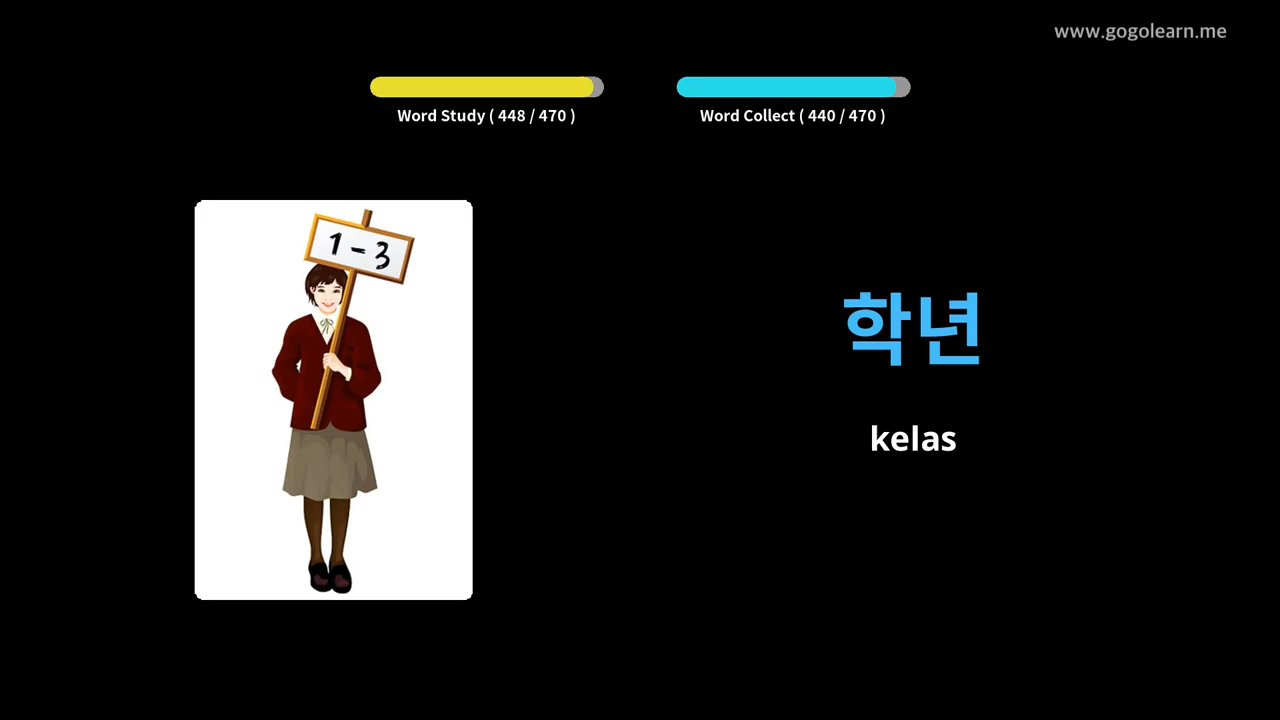 www.gogolearn.me
Word Study ( 448 / 470 )
Word Collect ( 440 / 470 )
1 - 3
학년
kelas